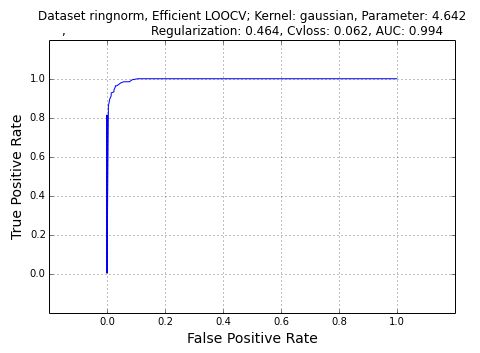 Dataset ringnorm, Efficient LOOCV; Kernel: gaussian, Parameter: 4.642
, Regularization: 0.464, Cvloss: 0.062, AUC: 0.994
True Positive Rate
1.0
0.8
0.6
0.4
0.2
0.0
0.0 0.2 0.4 0.6 0.8 1.0
False Positive Rate